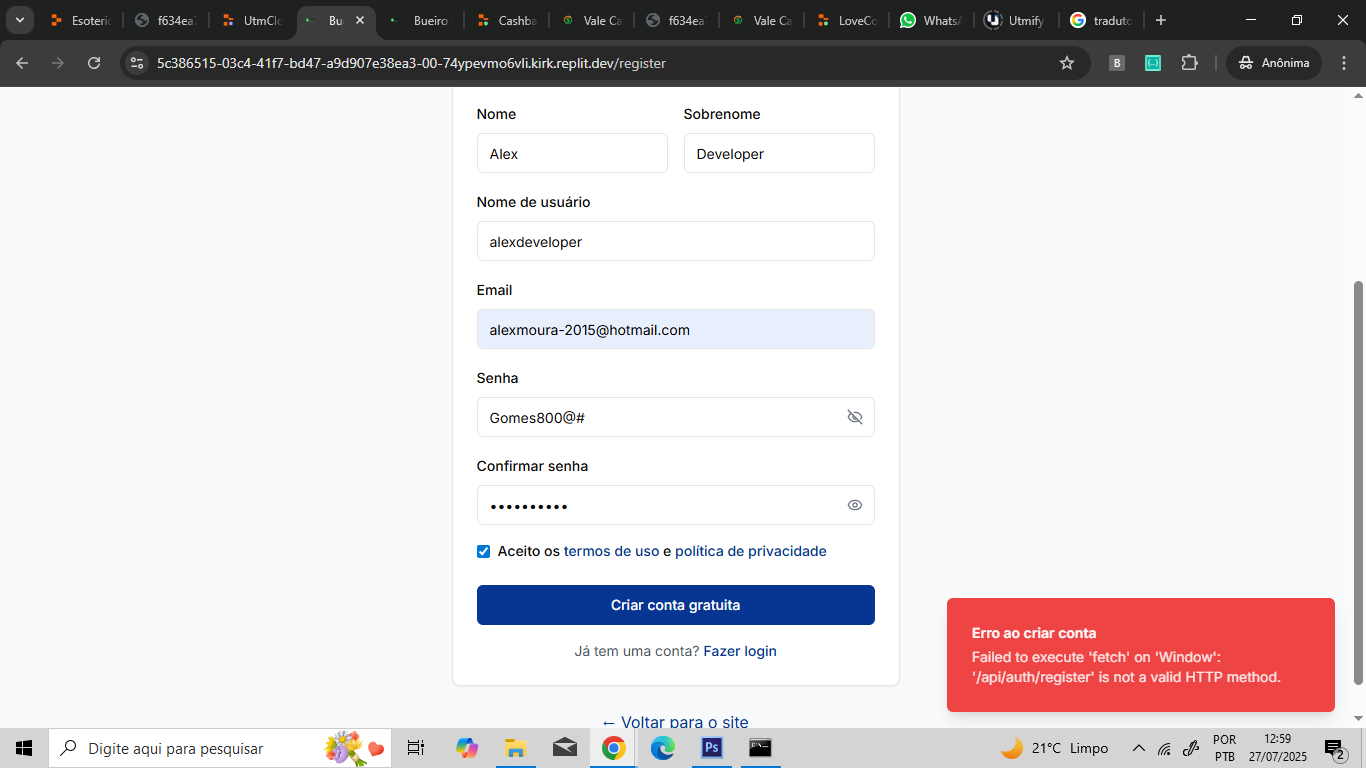 Esoteri
f634ea
UtmClo
Bu
Bueiro
Cashba
Vale Ca
f634ea
Vale Ca
LoveCo
WhatsA
Utmify
traduto
5c386515-03c4-41f7-bd47-a9d907e38ea3-00-74ypevmo6vli.kirk.replit.dev/register
B
Anônima
Nome
Sobrenome
Alex
Developer
Nome de usuário
alexdeveloper
Email
alexmoura-2015@hotmail.com
Senha
Gomes800@#
Confirmar senha
••••••••••
Aceito os termos de uso e política de privacidade
Criar conta gratuita
Já tem uma conta? Fazer login
← Voltar para o site
Erro ao criar conta
Failed to execute 'fetch' on 'Window':
'/api/auth/register' is not a valid HTTP method.
Digite aqui para pesquisar
Ps
21°C Limpo
POR
PTB
12:59
27/07/2025
2